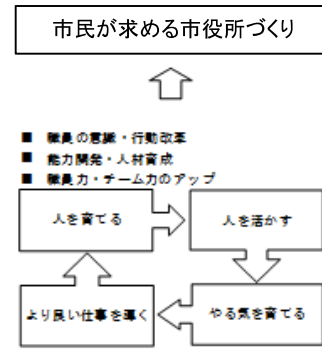 市民が求める市役所づくり
■ 職員の意識・行動改革
■ 能力開発・人材育成
■ 職員力・チーム力のアップ
人を育てる
人を活かす
より良い仕事を導く
やる気を育てる